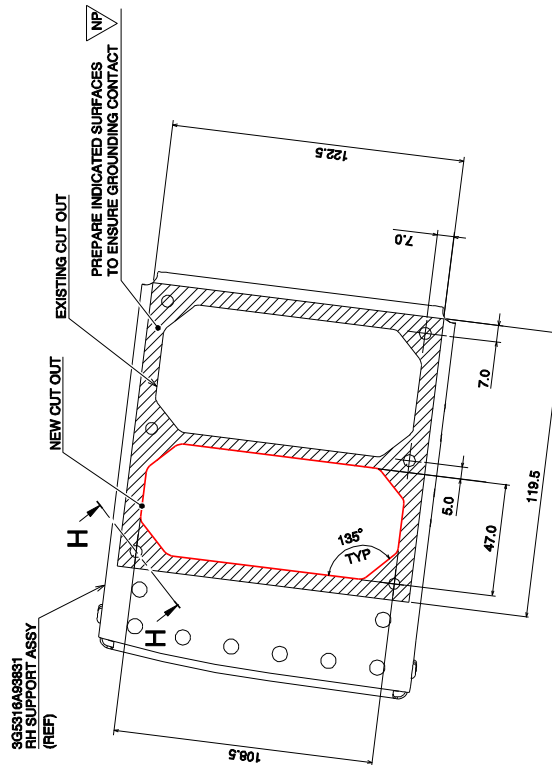 3G5316A93831
RH SUPPORT ASSY
(REF)
H
H
NEW CUT OUT
EXISTING CUT OUT
PREPARE INDICATED SURFACES
TO ENSURE GROUNDING CONTACT
NP
122.5
7.0
7.0
119.5
5.0
47.0
135°
TYP
108.5